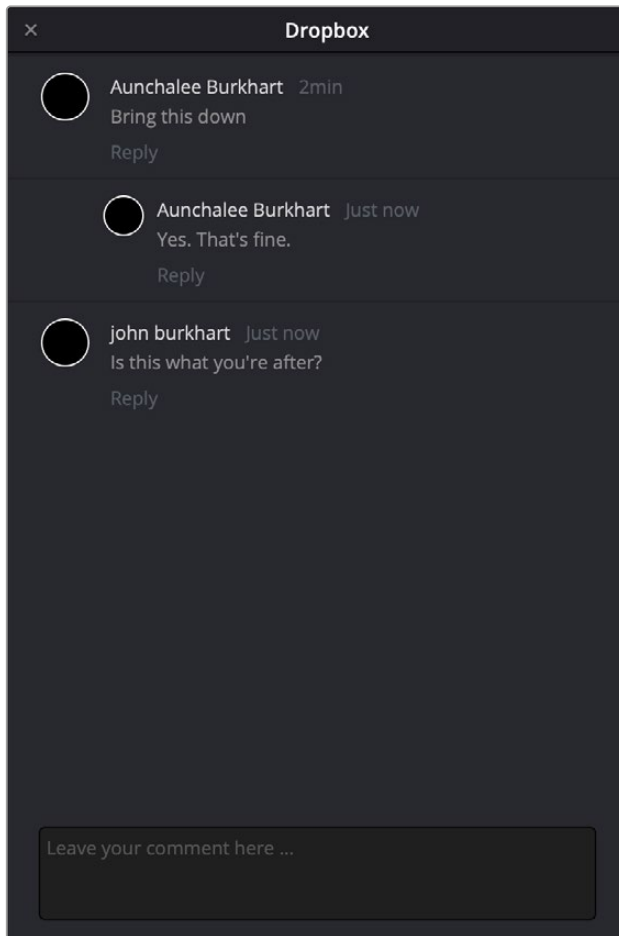 Dropbox
Aunchalee Burkhart 2min
Bring this down
Reply
Aunchalee Burkhart Just now
Yes. That's fine.
Reply
john burkhart Just now
Is this what you're after?
Reply
Leave your comment here ...